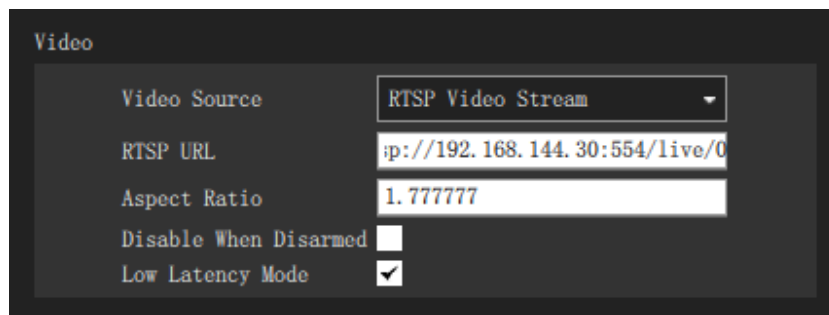 Video
Video Source RTSP Video Stream
RTSP URL sp://192.168.144.30:554/live/0
Aspect Ratio 1.777777
Disable When Disarmed
Low Latency Mode